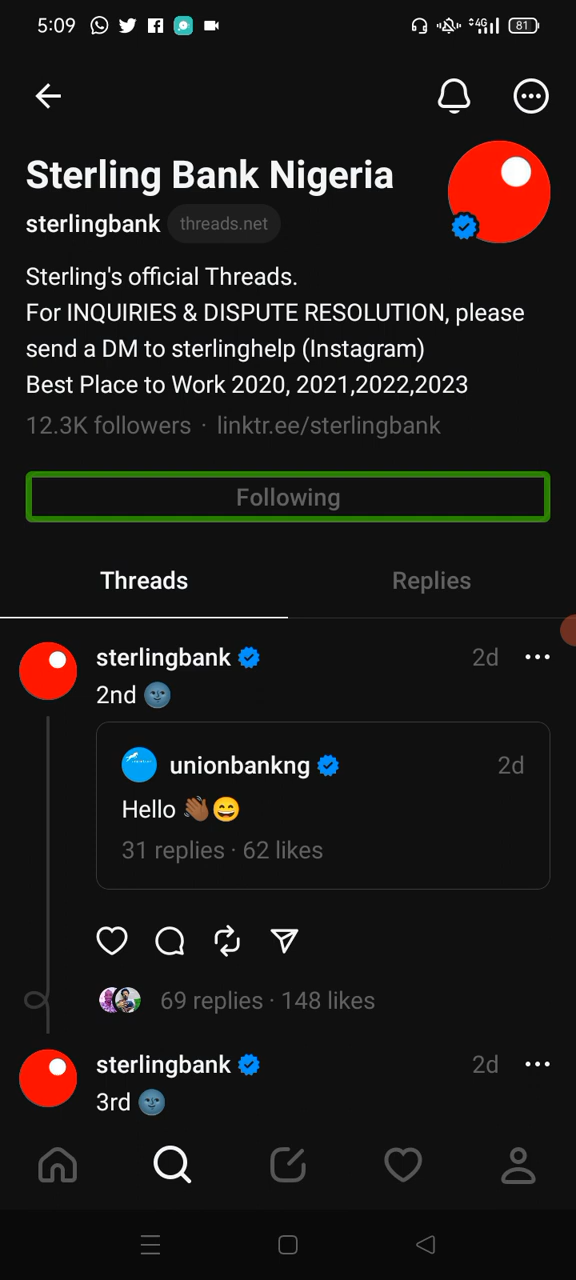 5:09
4G
81
Sterling Bank Nigeria
sterlingbank threads.net
Sterling's official Threads.
For INQUIRIES & DISPUTE RESOLUTION, please
send a DM to sterlinghelp (Instagram)
Best Place to Work 2020, 2021,2022,2023
12.3K followers · linktr.ee/sterlingbank
Following
Threads Replies
sterlingbank 2d
2nd 🌚
unionbankng 2d
Hello 👋🏾😄
31 replies · 62 likes
69 replies · 148 likes
sterlingbank 2d
3rd 🌚